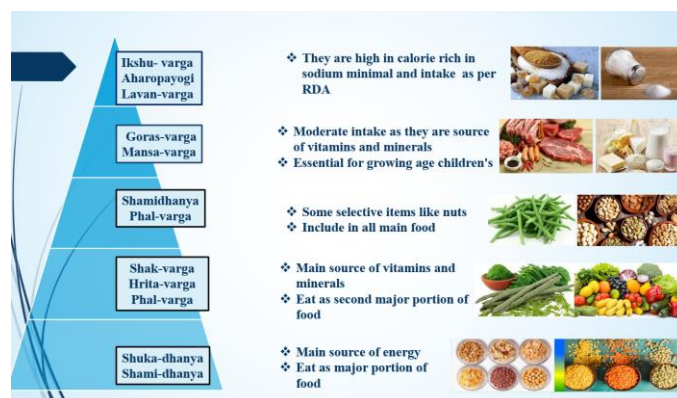 Ikshu- varga
Aharopayogi
Lavan-varga
❖ They are high in calorie rich in
sodium minimal and intake as per
RDA
Goras-varga
Mansa-varga
❖ Moderate intake as they are source
of vitamins and minerals
❖ Essential for growing age children's
Shamidhanya
Phal-varga
❖ Some selective items like nuts
❖ Include in all main food
Shak-varga
Hrita-varga
Phal-varga
❖ Main source of vitamins and
minerals
❖ Eat as second major portion of
food
Shuka-dhanya
Shami-dhanya
❖ Main source of energy
❖ Eat as major portion of
food